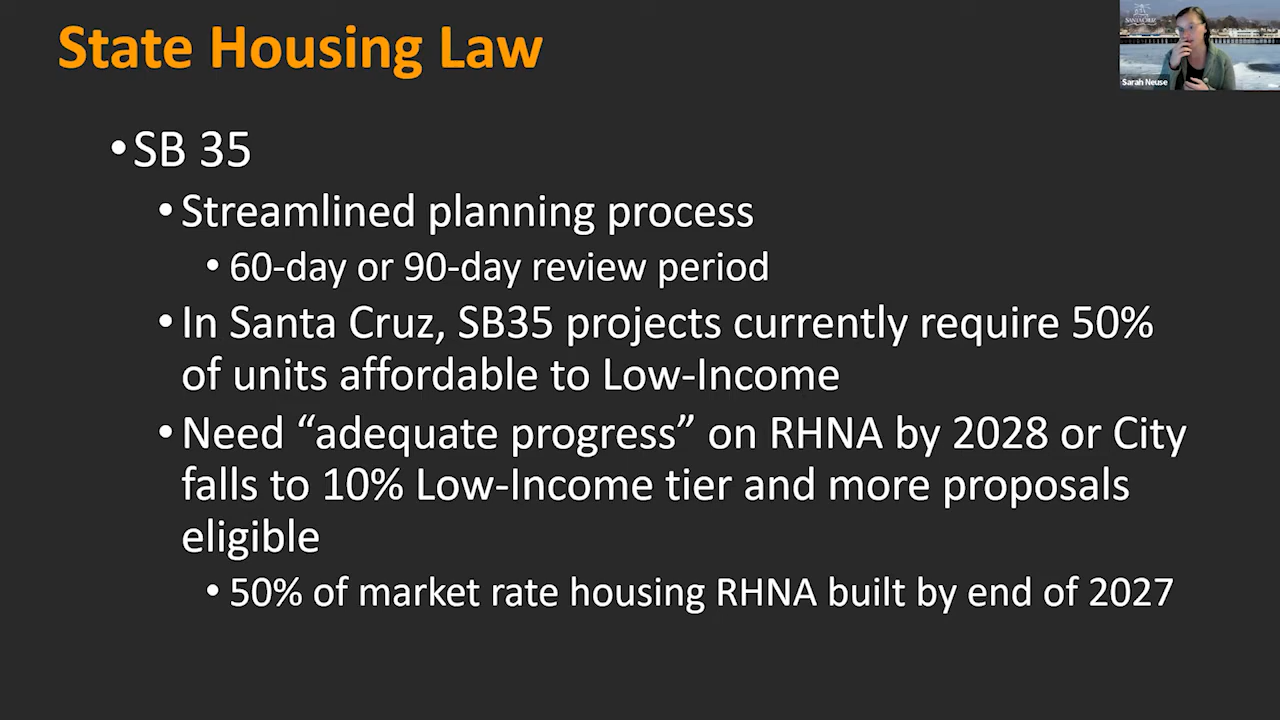 State Housing Law
SANTA CRUZ
Sarah Neuse
•SB 35
•Streamlined planning process
•60-day or 90-day review period
•In Santa Cruz, SB35 projects currently require 50%
of units affordable to Low-Income
•Need “adequate progress” on RHNA by 2028 or City
falls to 10% Low-Income tier and more proposals
eligible
•50% of market rate housing RHNA built by end of 2027